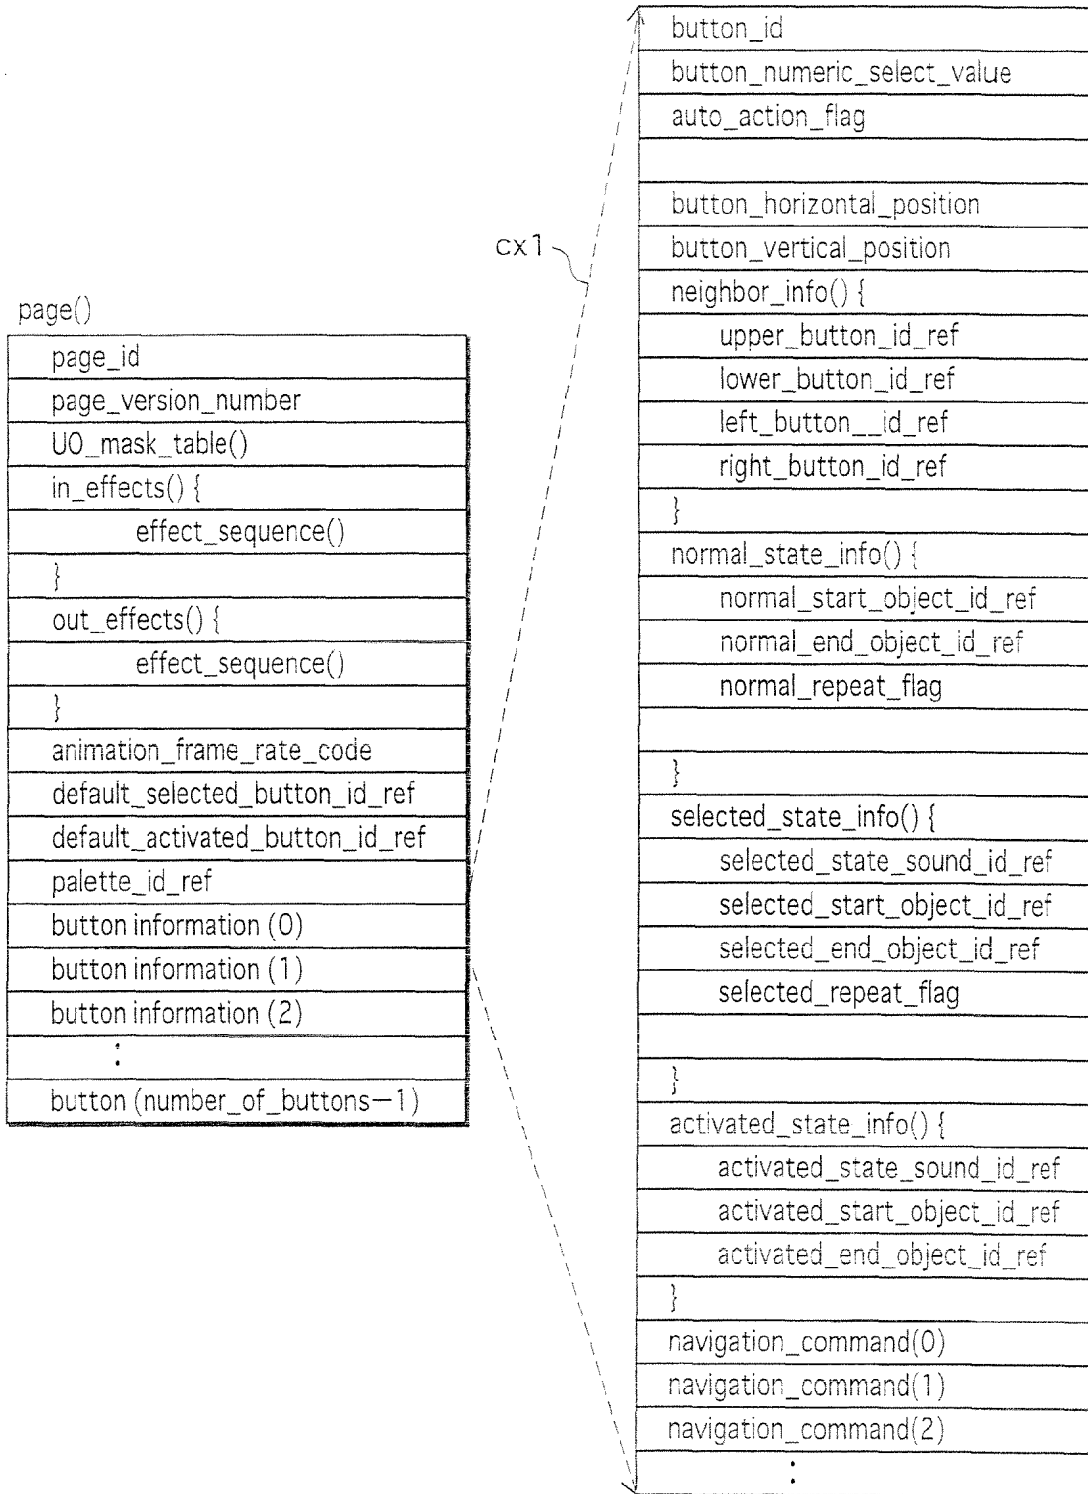 page()
page_id
page_version_number
UO_mask_table()
in_effects() {
effect_sequence()
}
out_effects() {
effect_sequence()
}
animation_frame_rate_code
default_selected_button_id_ref
default_activated_button_id_ref
palette_id_ref
button information (0)
button information (1)
button information (2)
:
button (number_of_buttons−1)
cx1
button_id
button_numeric_select_value
auto_action_flag
button_horizontal_position
button_vertical_position
neighbor_info() {
upper_button_id_ref
lower_button_id_ref
left_button__id_ref
right_button_id_ref
}
normal_state_info() {
normal_start_object_id_ref
normal_end_object_id_ref
normal_repeat_flag
}
selected_state_info() {
selected_state_sound_id_ref
selected_start_object_id_ref
selected_end_object_id_ref
selected_repeat_flag
}
activated_state_info() {
activated_state_sound_id_ref
activated_start_object_id_ref
activated_end_object_id_ref
}
navigation_command(0)
navigation_command(1)
navigation_command(2)
: